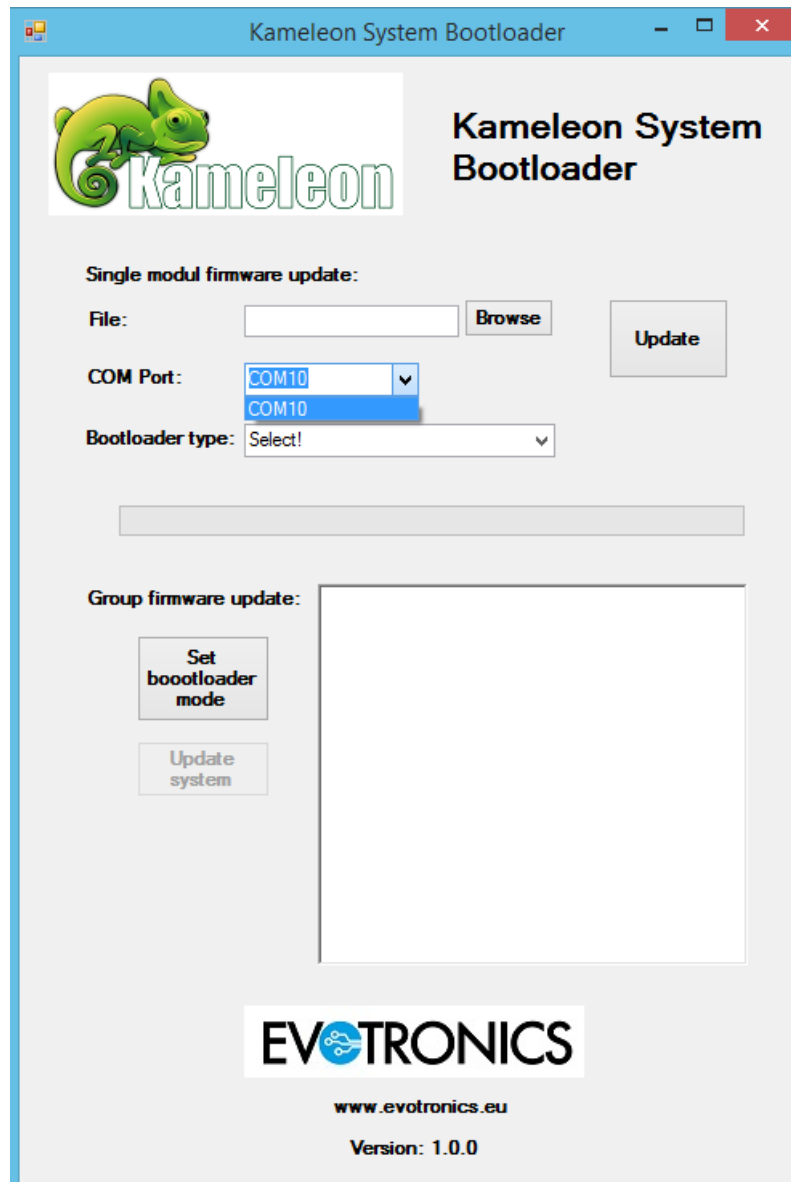 Kameleon System Bootloader
Kameleon
Kameleon System
Bootloader
Single modul firmware update:
File:
Browse
Update
COM Port:
COM10
COM10
Bootloader type:
Select!
Group firmware update:
Set
boootloader
mode
Update
system
EVOTRONICS
www.evotronics.eu
Version: 1.0.0